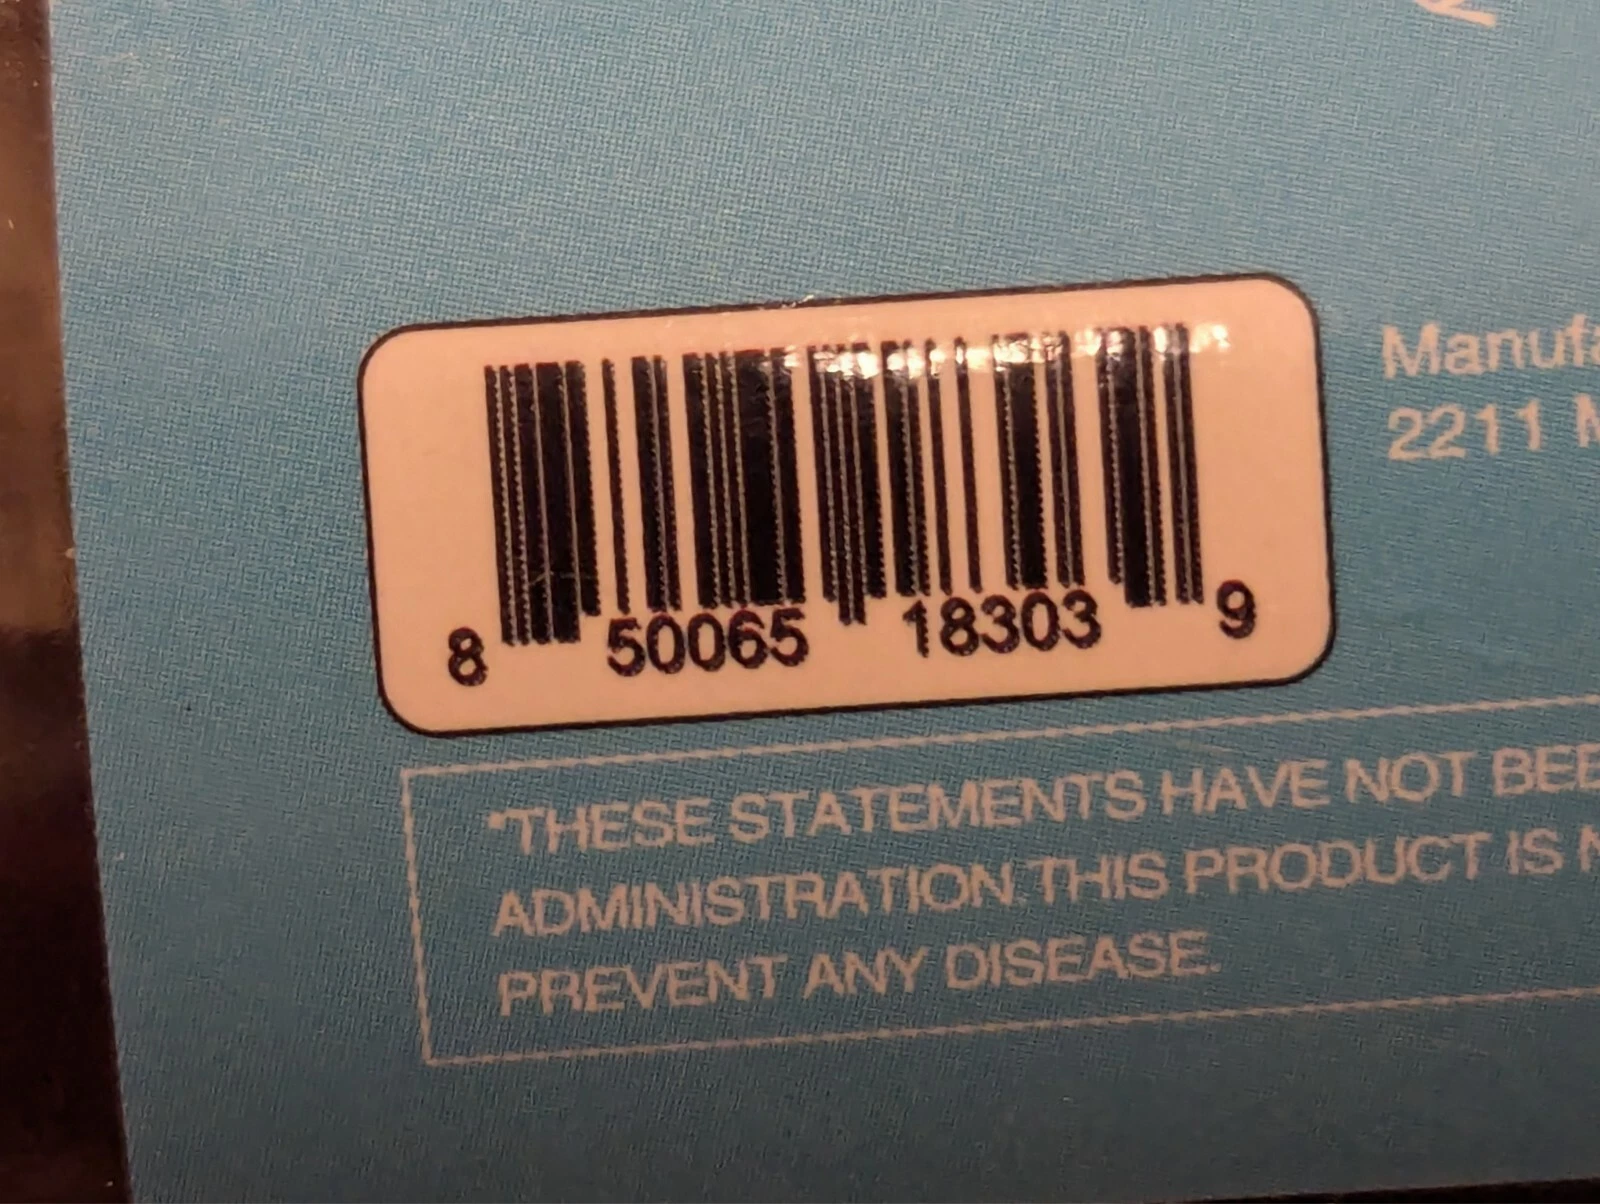 Manufa
2211 M
8 50065 18303 9
*THESE STATEMENTS HAVE NOT BEE
ADMINISTRATION.THIS PRODUCT IS N
PREVENT ANY DISEASE.